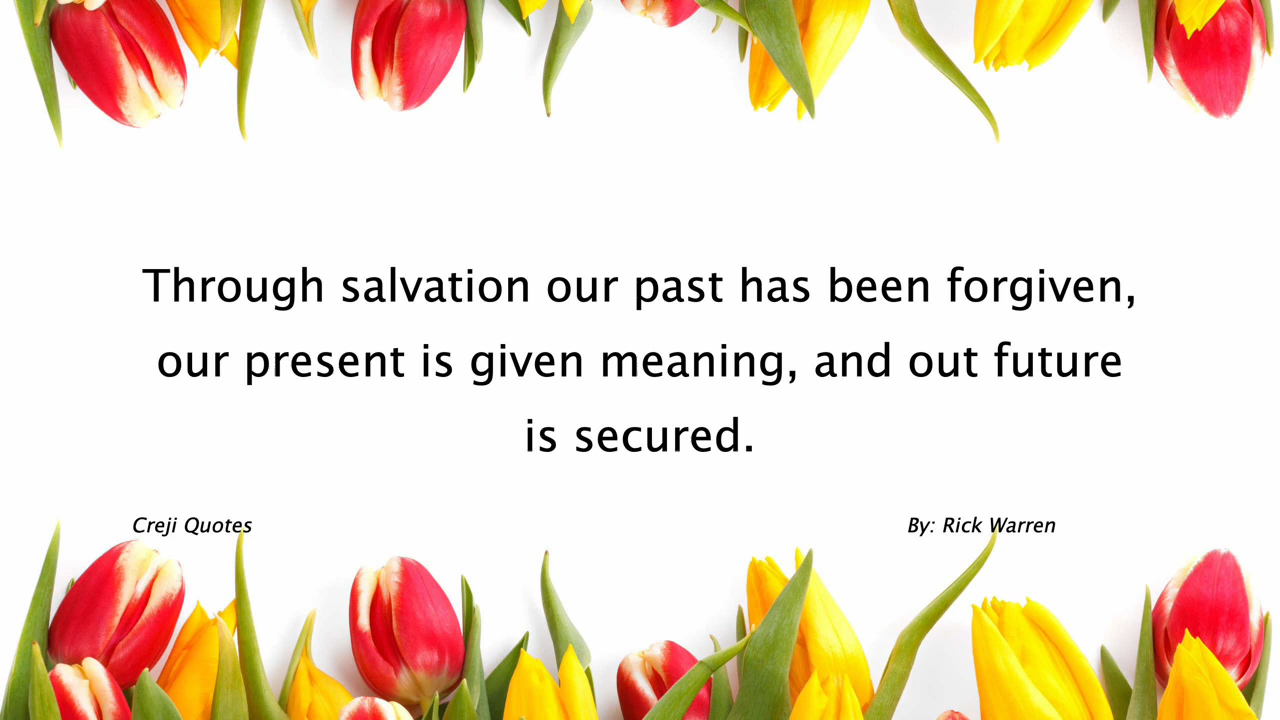 Through salvation our past has been forgiven,
our present is given meaning, and out future
is secured.
Creji Quotes
By: Rick Warren